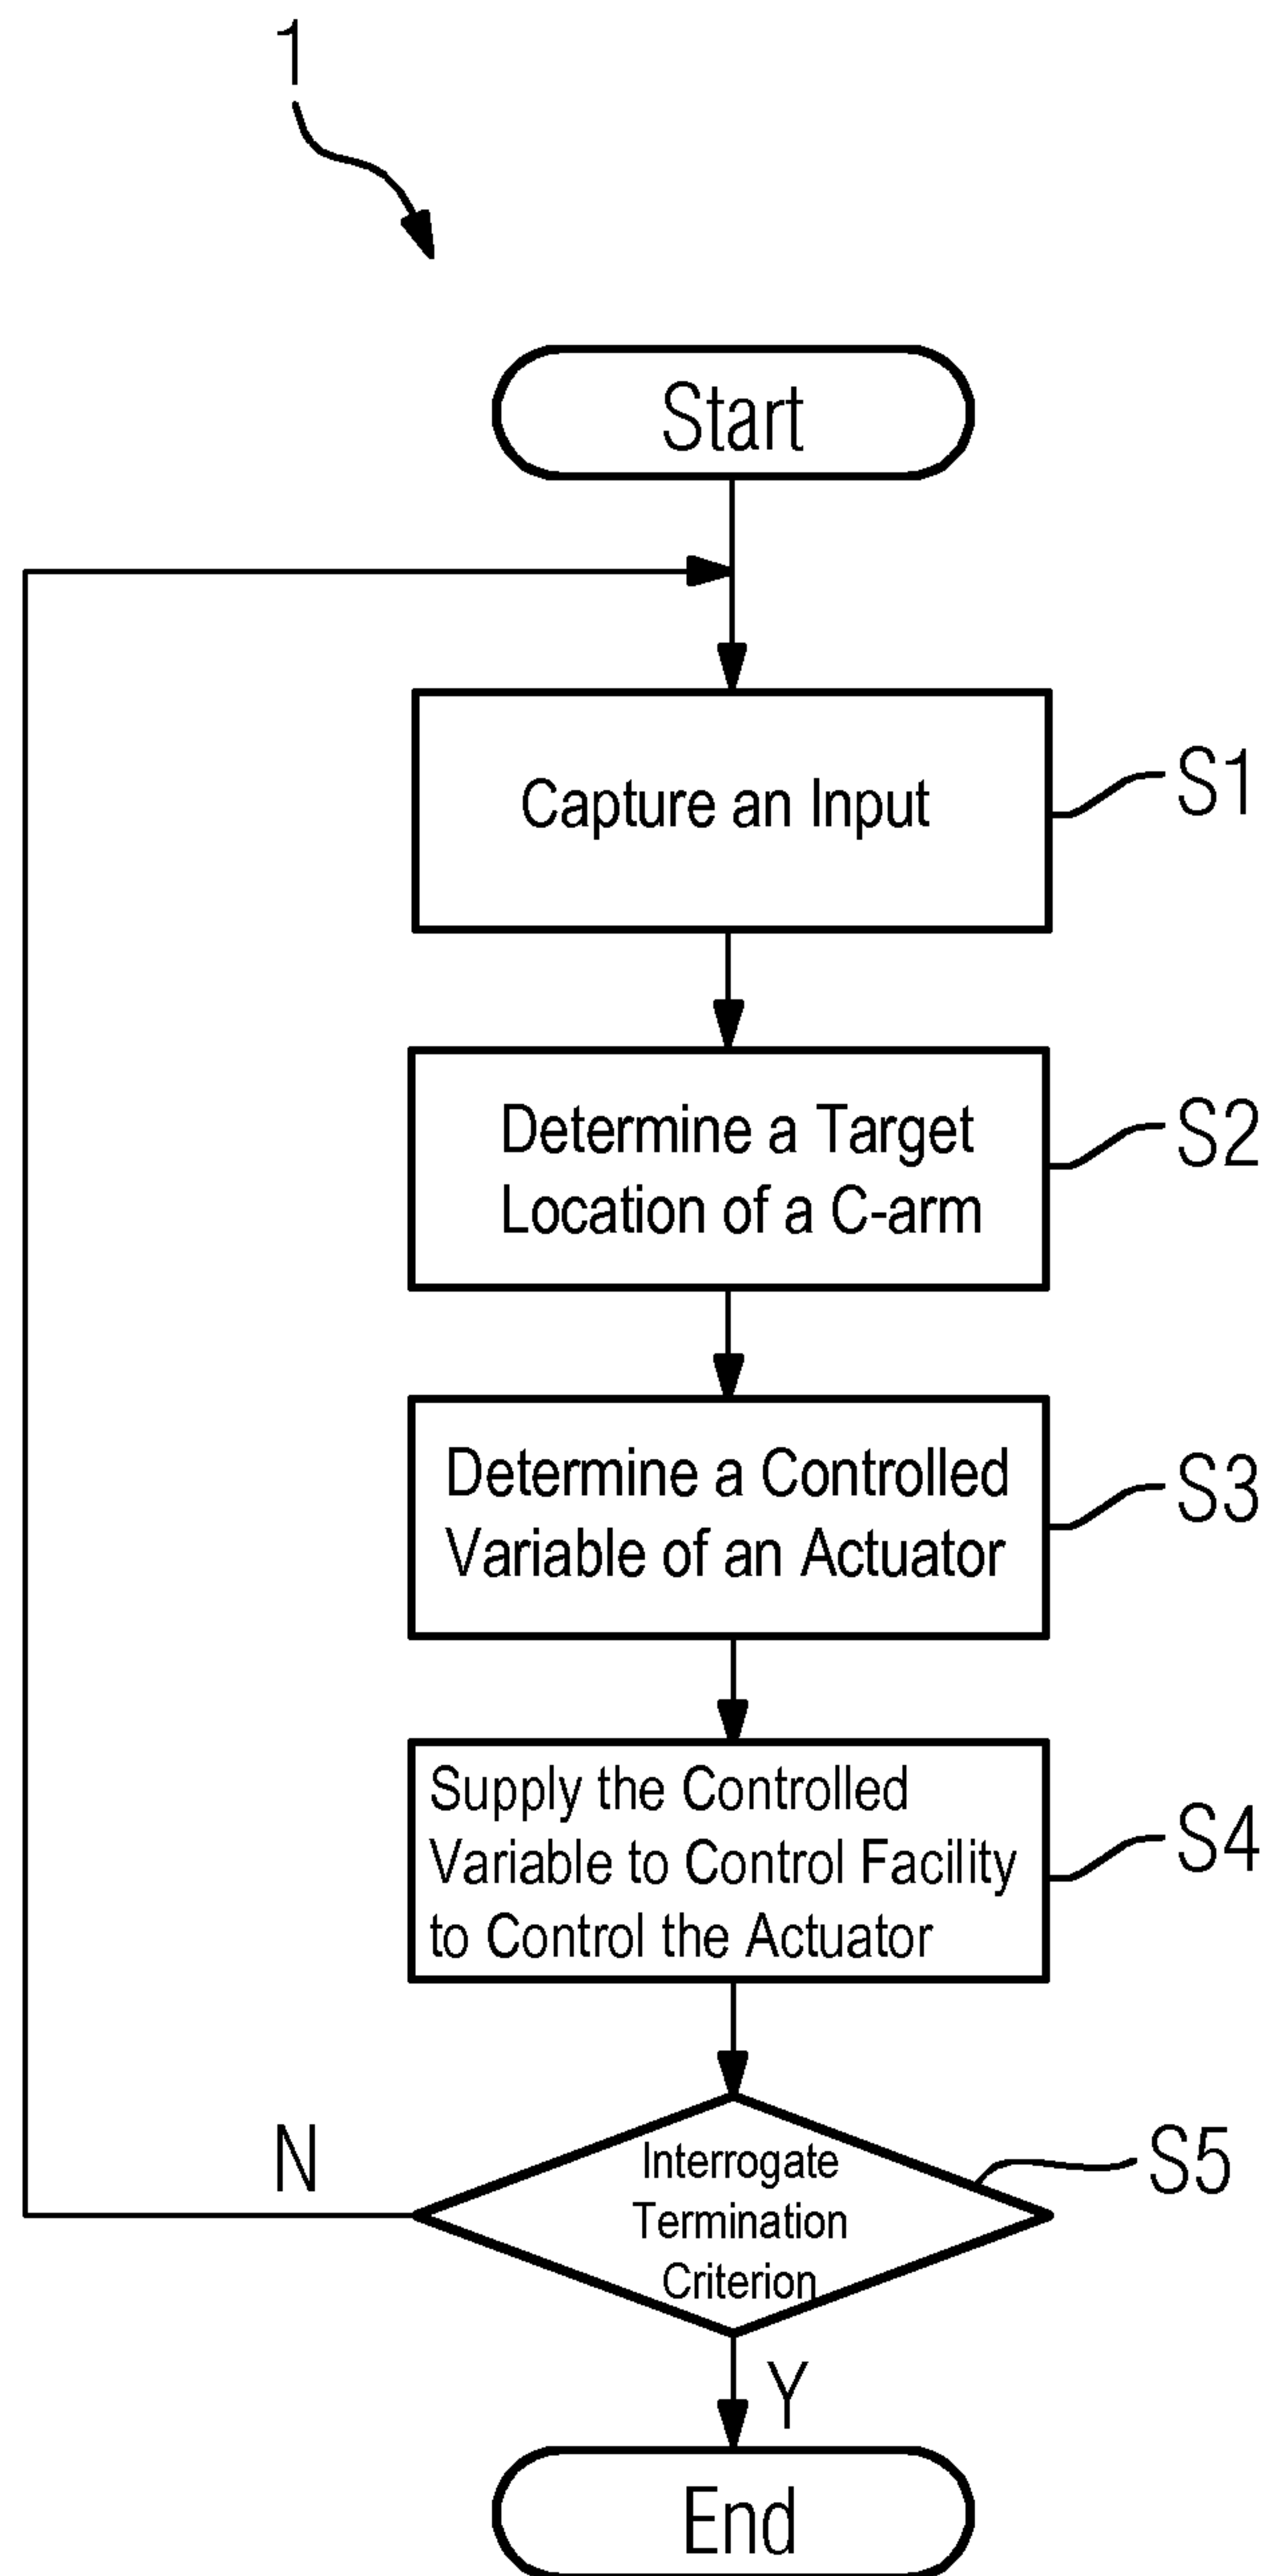 1
Start
Capture an Input
S1
Determine a Target
Location of a C-arm
S2
Determine a Controlled
Variable of an Actuator
S3
Supply the Controlled
Variable to Control Facility
to Control the Actuator
S4
Interrogate
Termination
Criterion
S5
N
Y
End